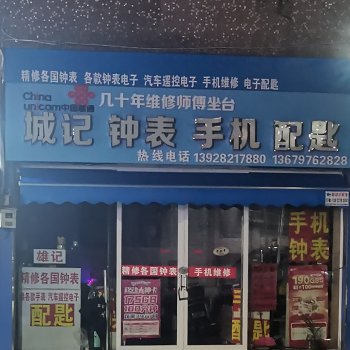 精修各国钟表 各款钟表电子 汽车遥控电子 手机维修 电子配匙
China
unicom中国联通
几十年维修师傅坐台
城记 钟表 手机 配匙
热线电话 13928217880 13679762828
雄记
精修各国钟表
汽车遥控电子
配匙
精修各国钟表
手机维修
手机
钟表
配匙